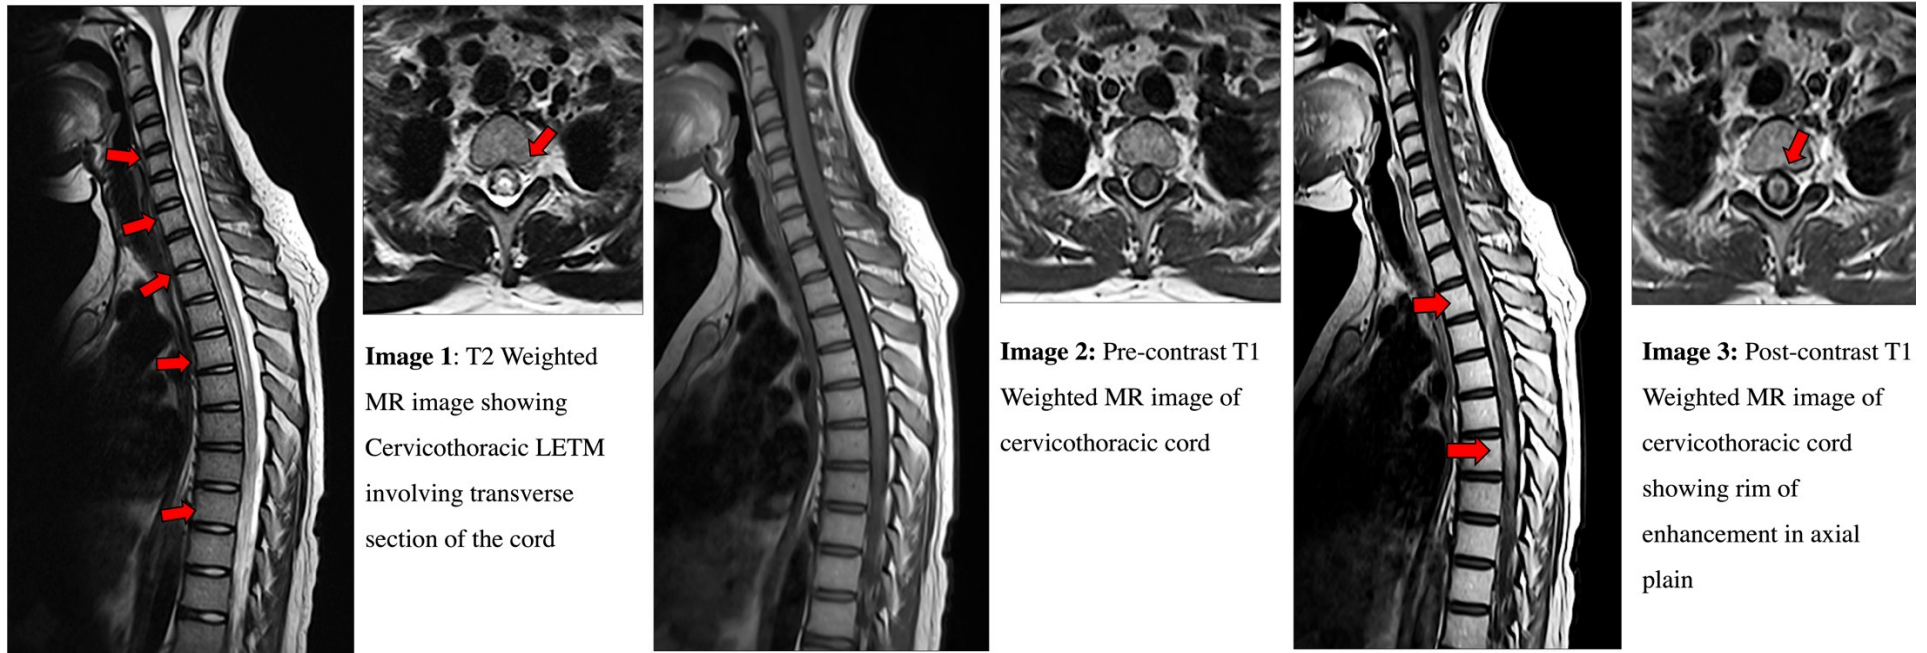 Image 1: T2 Weighted
MR image showing
Cervicothoracic LETM
involving transverse
section of the cord
Image 2: Pre-contrast T1
Weighted MR image of
cervicothoracic cord
Image 3: Post-contrast T1
Weighted MR image of
cervicothoracic cord
showing rim of
enhancement in axial
plain